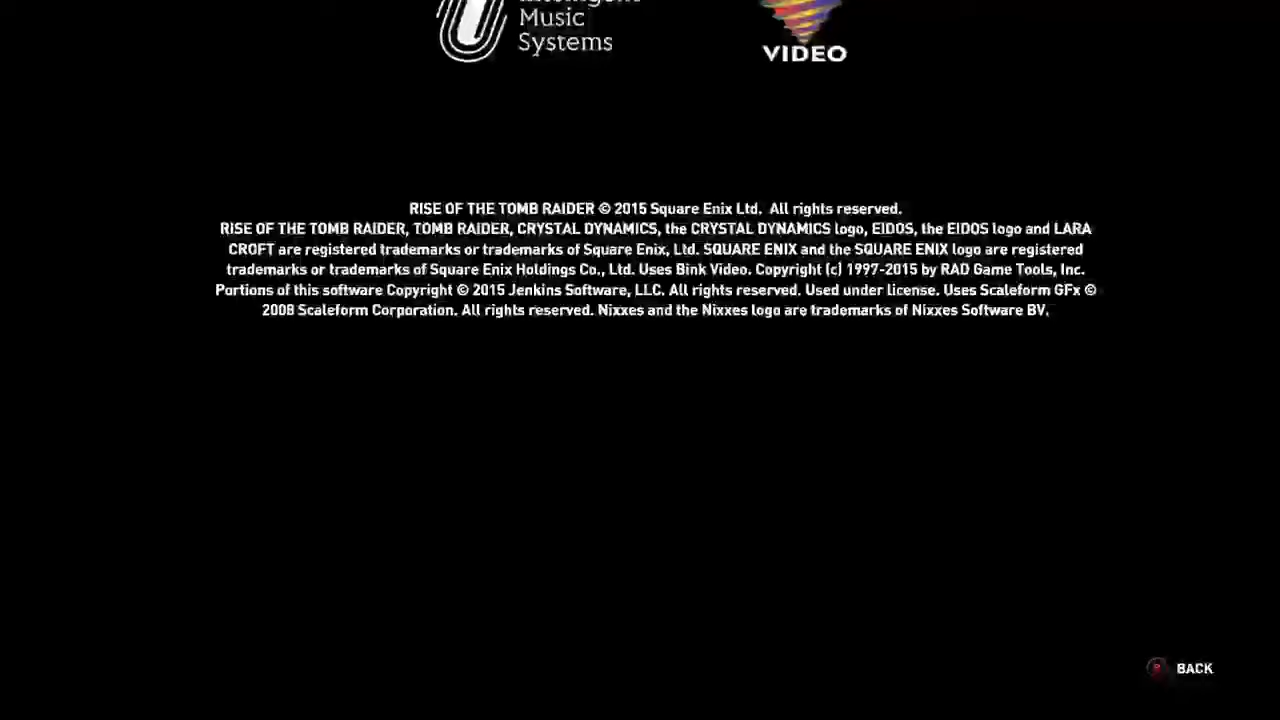 Music
Systems
VIDEO
RISE OF THE TOMB RAIDER © 2015 Square Enix Ltd.  All rights reserved.
RISE OF THE TOMB RAIDER, TOMB RAIDER, CRYSTAL DYNAMICS, the CRYSTAL DYNAMICS logo, EIDOS, the EIDOS logo and LARA
CROFT are registered trademarks or trademarks of Square Enix, Ltd. SQUARE ENIX and the SQUARE ENIX logo are registered
trademarks or trademarks of Square Enix Holdings Co., Ltd. Uses Bink Video. Copyright (c) 1997-2015 by RAD Game Tools, Inc.
Portions of this software Copyright © 2015 Jenkins Software, LLC. All rights reserved. Used under license. Uses Scaleform GFx ©
2008 Scaleform Corporation. All rights reserved. Nixxes and the Nixxes logo are trademarks of Nixxes Software BV.
BACK